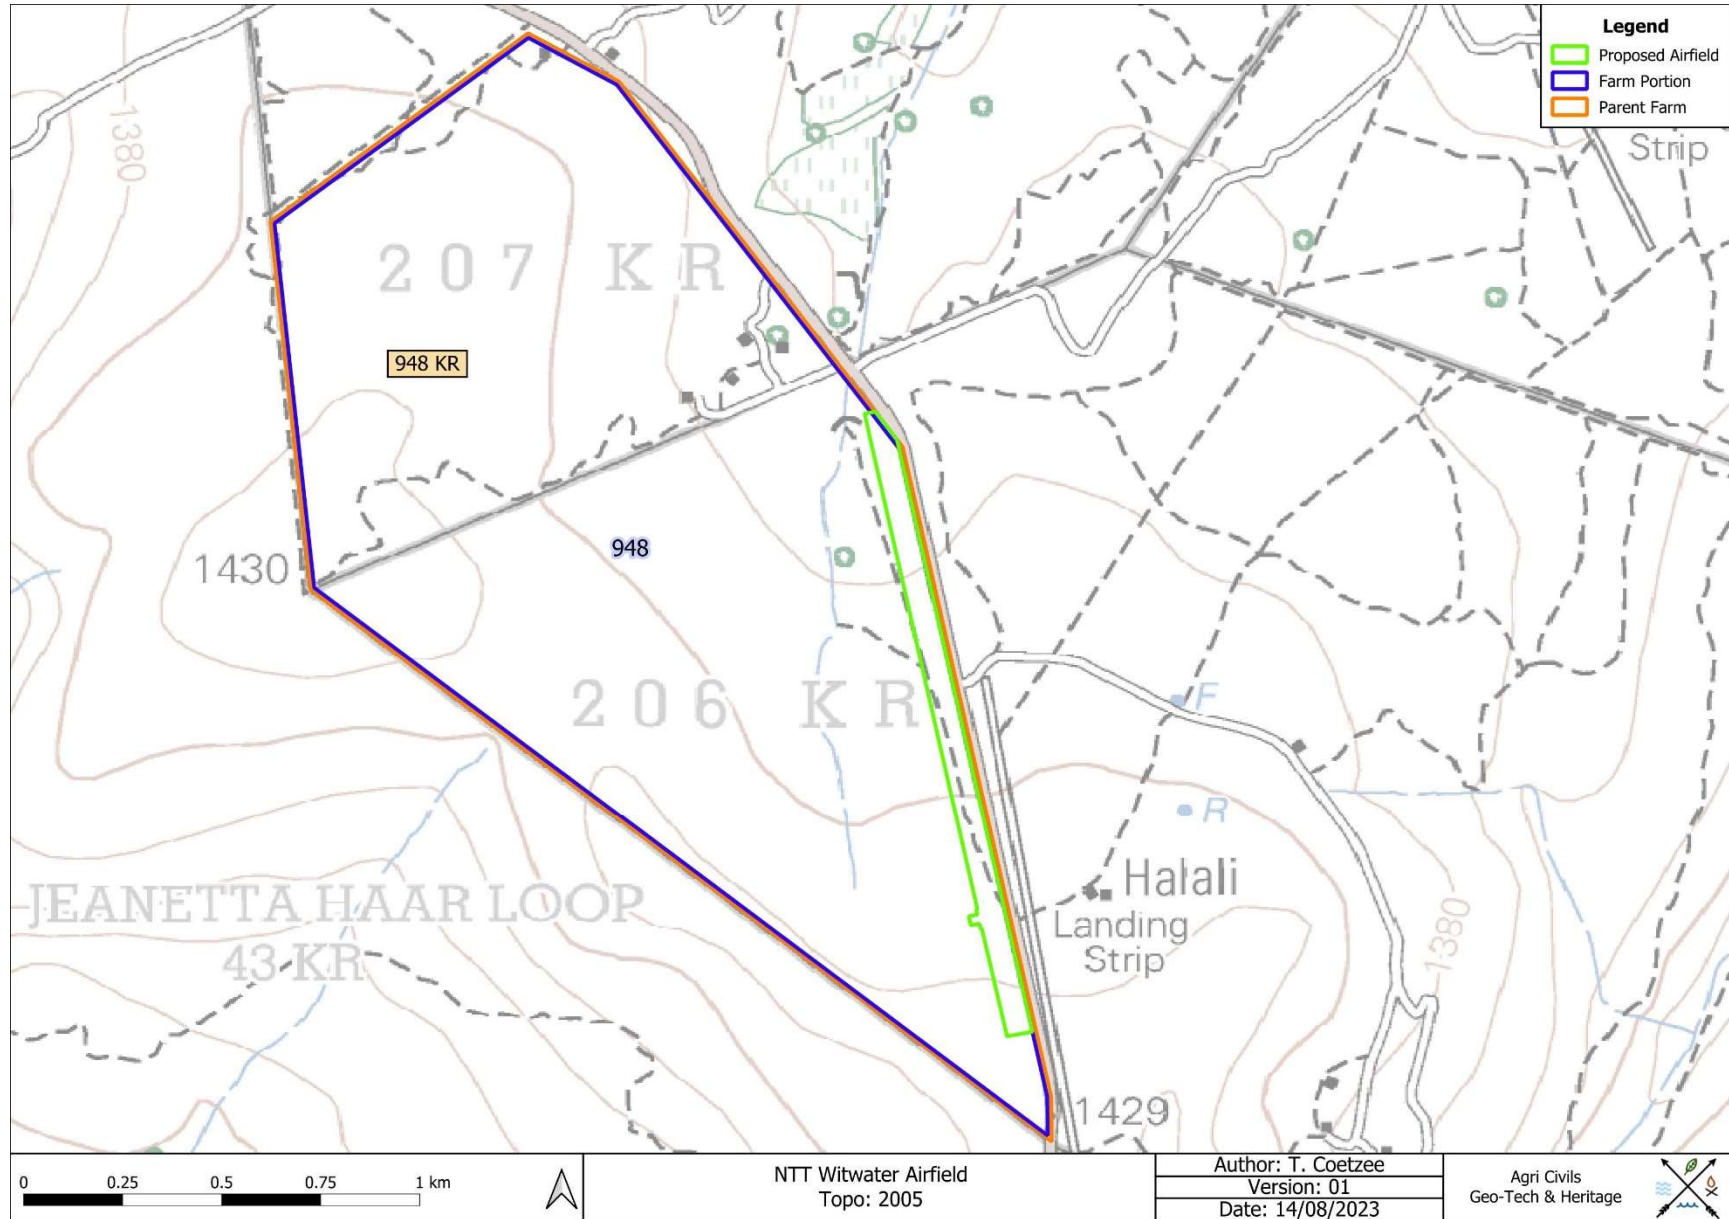 Legend
Proposed Airfield
Farm Portion
Parent Farm
Strip
1380
207 KR
948 KR
948
1430
206 KR
F
R
Halali
Landing
Strip
JEANETTA HAAR LOOP
43 KR
1380
1429
0 0.25 0.5 0.75 1 km
NTT Witwater Airfield
Topo: 2005
Author: T. Coetzee
Version: 01
Date: 14/08/2023
Agri Civils
Geo-Tech & Heritage